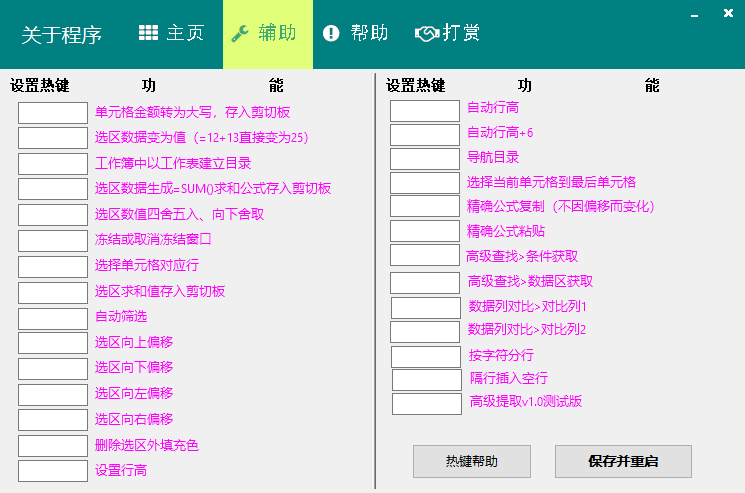 关于程序 主页 辅助 帮助 打赏
设置热键 功 能
单元格金额转为大写，存入剪切板
选区数据变为值（=12+13直接变为25）
工作簿中以工作表建立目录
选区数据生成=SUM()求和公式存入剪切板
选区数值四舍五入、向下舍取
冻结或取消冻结窗口
选择单元格对应行
选区求和值存入剪切板
自动筛选
选区向上偏移
选区向下偏移
选区向左偏移
选区向右偏移
删除选区外填充色
设置行高
设置热键 功 能
自动行高
自动行高+6
导航目录
选择当前单元格到最后单元格
精确公式复制（不因偏移而变化）
精确公式粘贴
高级查找>条件获取
高级查找>数据区获取
数据列对比>对比列1
数据列对比>对比列2
按字符分行
隔行插入空行
高级提取v1.0测试版
热键帮助 保存并重启